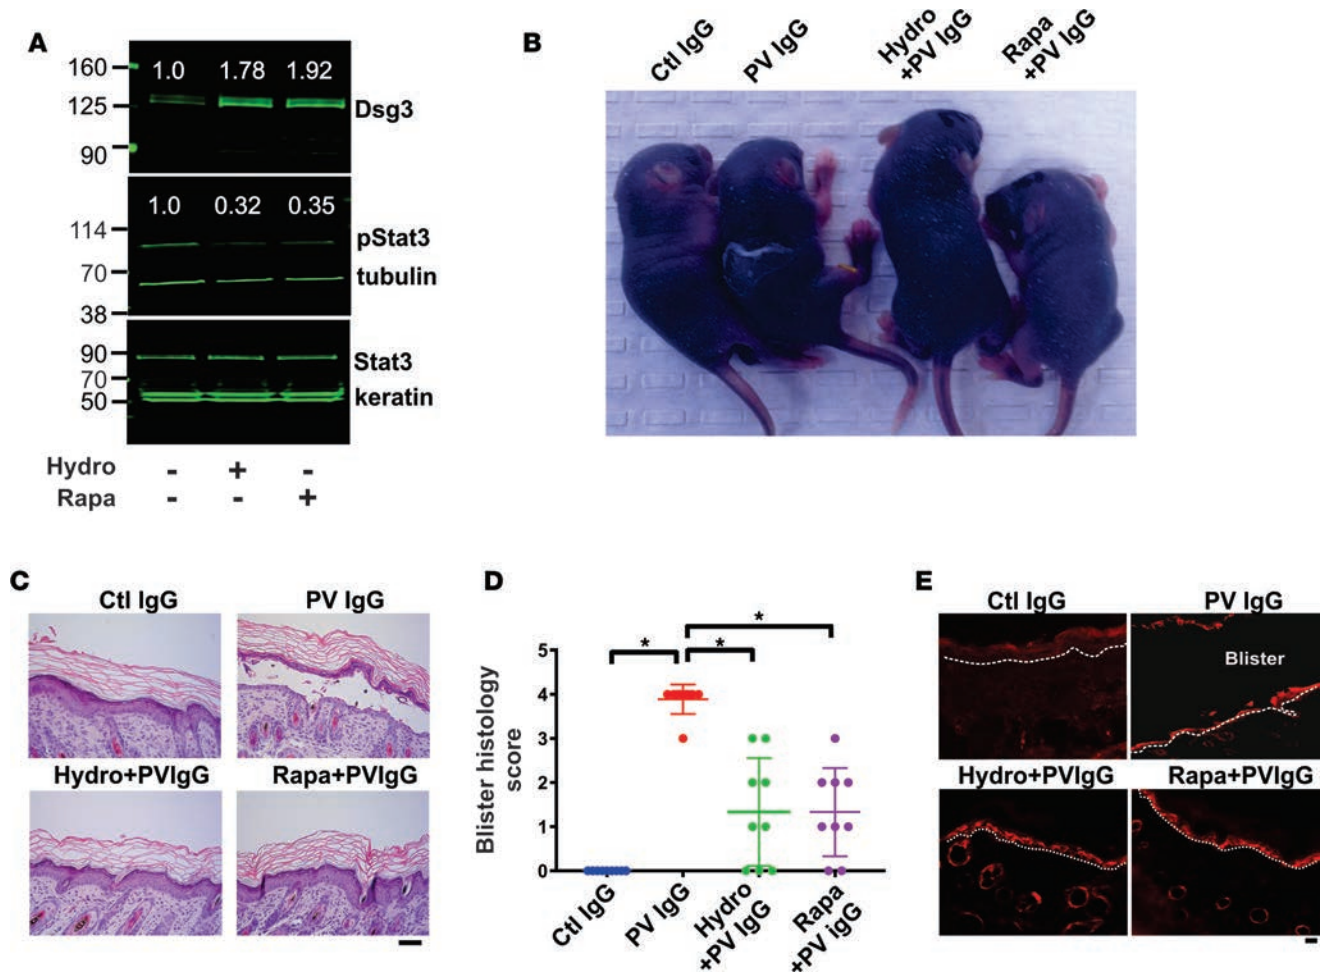 A
160
125
90
1.0 1.78 1.92
Dsg3
1.0 0.32 0.35
114
70
38
pStat3
tubulin
90
70
50
Stat3
keratin
Hydro - + -
Rapa - - +
B
Ctl IgG
PV IgG
Hydro
+PV IgG
Rapa
+PV IgG
C
Ctl IgG PV IgG
Hydro+PVIgG Rapa+PVIgG
D
Blister histology
score
5
4
3
2
1
0
* * *
Ctl IgG
PV IgG
Hydro
+PV IgG
Rapa
+PV igG
E
Ctl IgG PV IgG
Blister
Hydro+PVIgG Rapa+PVIgG